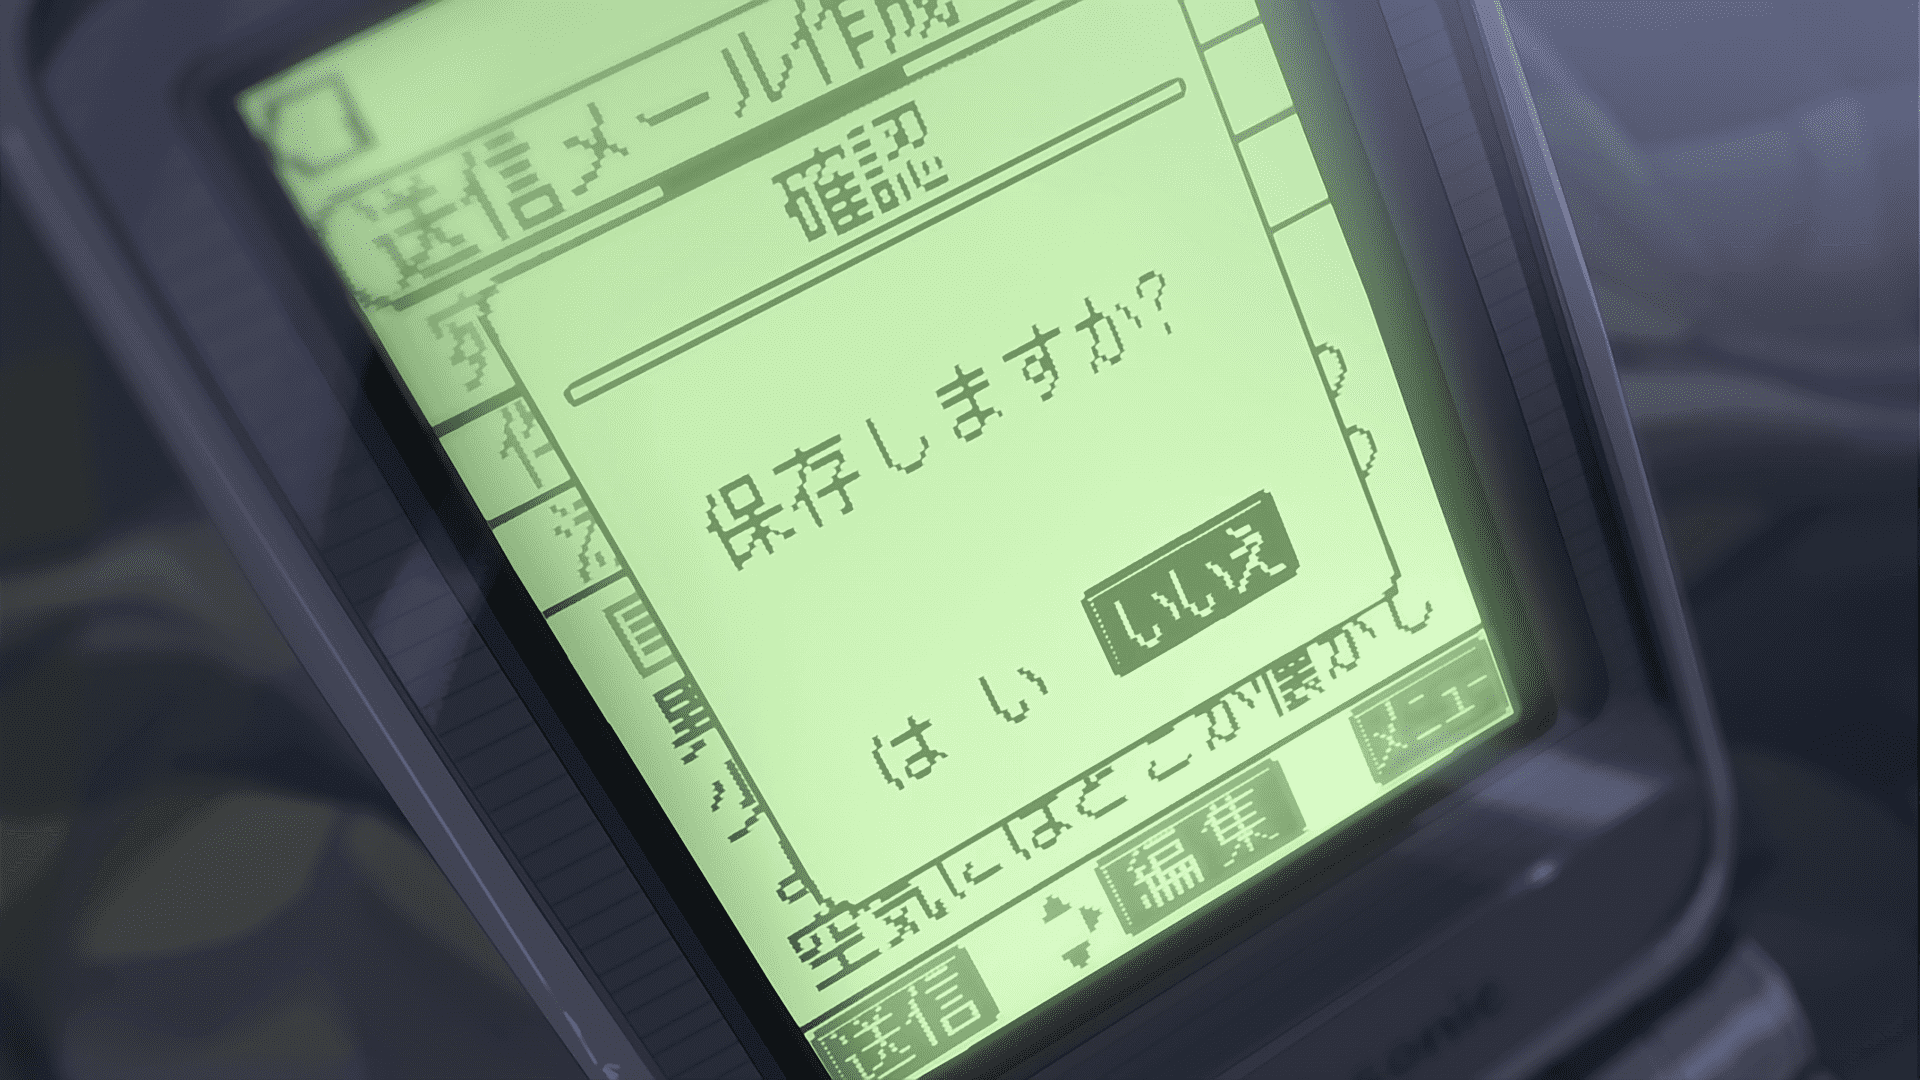 送信メール作成
確認
保存しますか?
はい いいえ
空気にはどこか懐かし
送信 編集 メニュー
onic